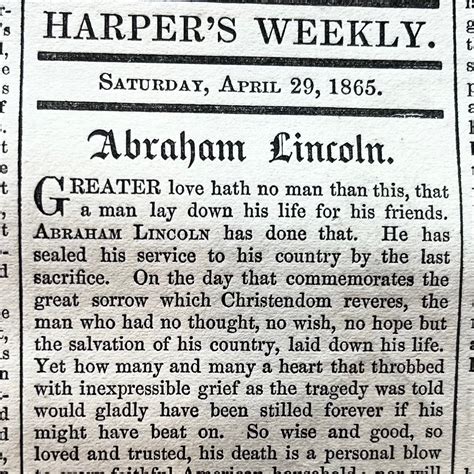 HARPER'S WEEKLY.
SATURDAY, APRIL 29, 1865.
Abraham Lincoln.
GREATER love hath no man than this, that
a man lay down his life for his friends.
ABRAHAM LINCOLN has done that. He has
sealed his service to his country by the last
sacrifice. On the day that commemorates the
great sorrow which Christendom reveres, the
man who had no thought, no wish, no hope but
the salvation of his country, laid down his life.
Yet how many and many a heart that throbbed
with inexpressible grief as the tragedy was told
would gladly have been stilled forever if his
might have beat on. So wise and good, so
loved and trusted, his death is a personal blow
faithful American household; nor will